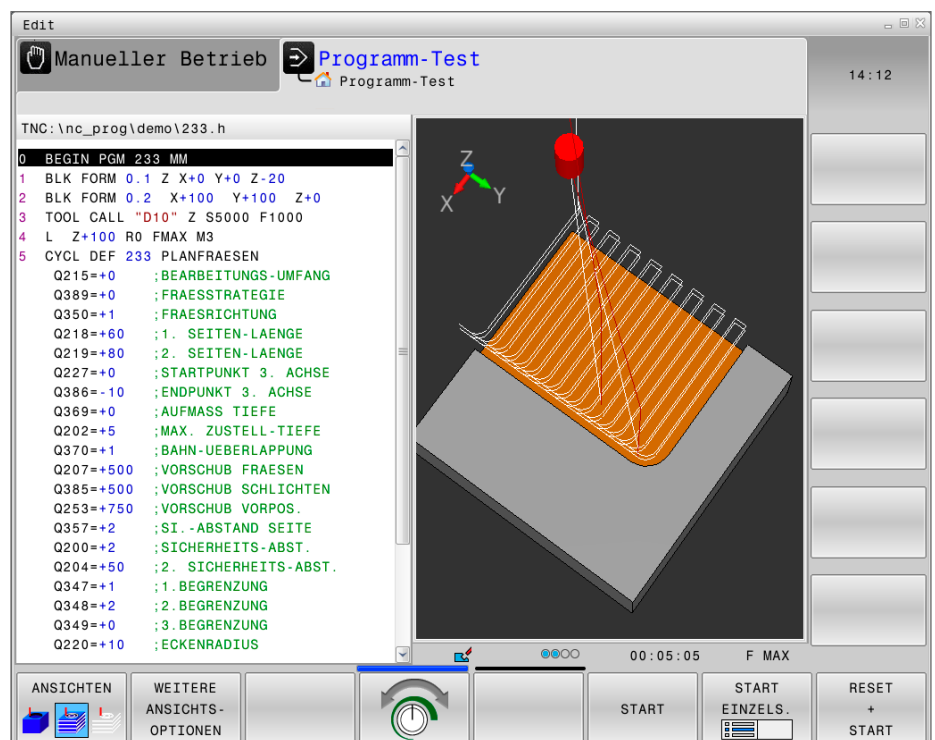 Edit
Manueller Betrieb
Programm-Test
Programm-Test
14:12
TNC:\nc_prog\demo\233.h
0 BEGIN PGM 233 MM
1 BLK FORM 0.1 Z X+0 Y+0 Z-20
2 BLK FORM 0.2 X+100 Y+100 Z+0
3 TOOL CALL "D10" Z S5000 F1000
4 L Z+100 R0 FMAX M3
5 CYCL DEF 233 PLANFRAESEN
Q215=+0 ;BEARBEITUNGS-UMFANG
Q389=+0 ;FRAESSTRATEGIE
Q350=+1 ;FRAESRICHTUNG
Q218=+60 ;1. SEITEN-LAENGE
Q219=+80 ;2. SEITEN-LAENGE
Q227=+0 ;STARTPUNKT 3. ACHSE
Q386=-10 ;ENDPUNKT 3. ACHSE
Q369=+0 ;AUFMASS TIEFE
Q202=+5 ;MAX. ZUSTELL-TIEFE
Q370=+1 ;BAHN-UEBERLAPPUNG
Q207=+500 ;VORSCHUB FRAESEN
Q385=+500 ;VORSCHUB SCHLICHTEN
Q253=+750 ;VORSCHUB VORPOS.
Q357=+2 ;SI.-ABSTAND SEITE
Q200=+2 ;SICHERHEITS-ABST.
Q204=+50 ;2. SICHERHEITS-ABST.
Q347=+1 ;1.BEGRENZUNG
Q348=+2 ;2.BEGRENZUNG
Q349=+0 ;3.BEGRENZUNG
Q220=+10 ;ECKENRADIUS
Z
X
Y
00:05:05 F MAX
ANSICHTEN
WEITERE
ANSICHTS-
OPTIONEN
START
START
EINZELS.
RESET
+
START